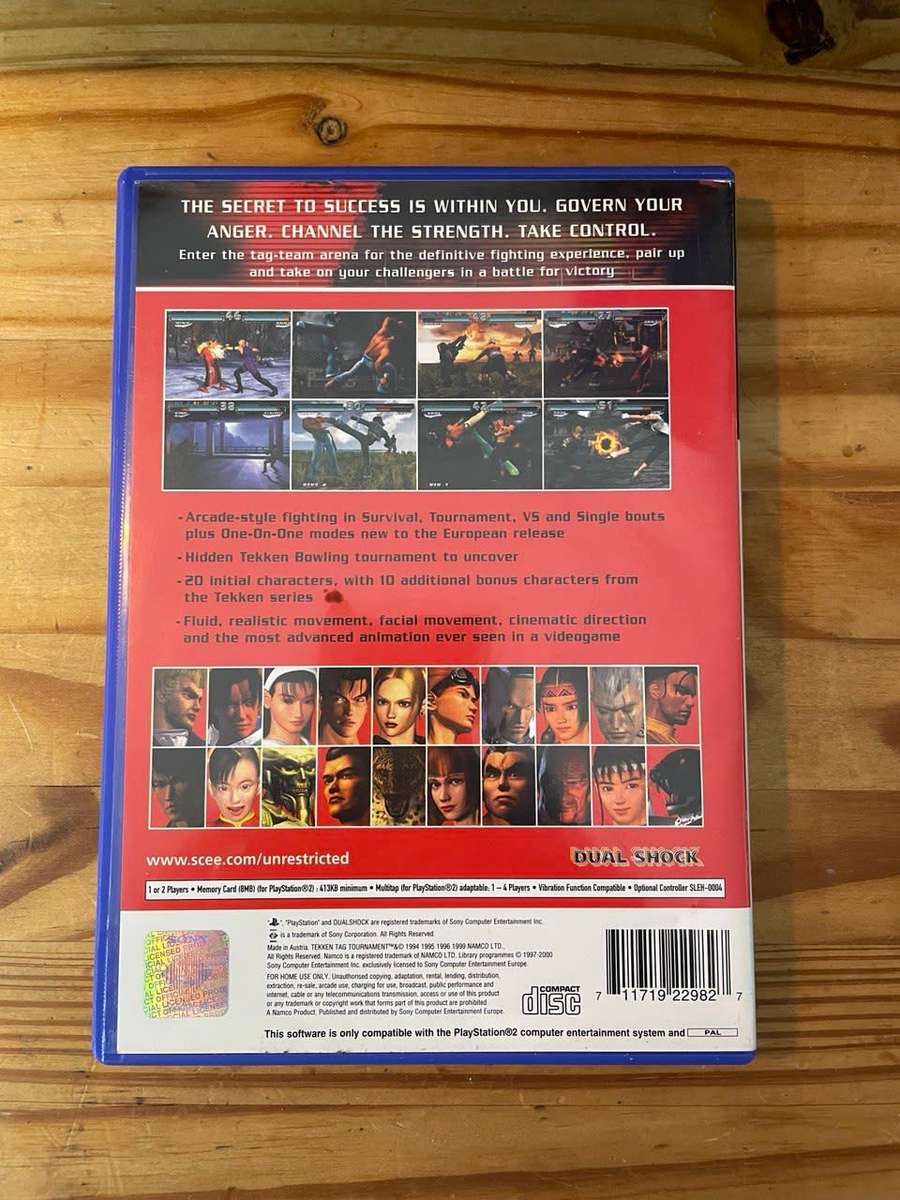 THE SECRET TO SUCCESS IS WITHIN YOU. GOVERN YOUR
ANGER. CHANNEL THE STRENGTH. TAKE CONTROL.
Enter the tag-team arena for the definitive fighting experience, pair up
and take on your challengers in a battle for victory
46
43
27
38
50
47
51
-Arcade-style fighting in Survival, Tournament, VS and Single bouts
plus One-On-One modes new to the European release
-Hidden Tekken Bowling tournament to uncover
-20 initial characters, with 10 additional bonus characters from
the Tekken series
-Fluid, realistic movement, facial movement, cinematic direction
and the most advanced animation ever seen in a videogame
www.scee.com/unrestricted
DUAL SHOCK
1 or 2 Players • Memory Card (8MB) (for PlayStation®2) : 413KB minimum • Multitap (for PlayStation®2) adaptable: 1 – 4 Players • Vibration Function Compatible • Optional Controller SLEH-0004
"PlayStation" and DUALSHOCK are registered trademarks of Sony Computer Entertainment Inc.
is a trademark of Sony Corporation. All Rights Reserved.
Made in Austria. TEKKEN TAG TOURNAMENT™&© 1994 1995 1996 1999 NAMCO LTD.,
All Rights Reserved. Namco is a registered trademark of NAMCO LTD. Library programmes © 1997-2000
Sony Computer Entertainment Inc. exclusively licensed to Sony Computer Entertainment Europe.
FOR HOME USE ONLY. Unauthorised copying, adaptation, rental, lending, distribution,
extraction, re-sale, arcade use, charging for use, broadcast, public performance and
internet, cable or any telecommunications transmission, access or use of this product
or any trademark or copyright work that forms part of this product are prohibited
A Namco Product. Published and distributed by Sony Computer Entertainment Europe.
SONY
COMPACT
disc
7 11719 22982 7
This software is only compatible with the PlayStation®2 computer entertainment system and PAL